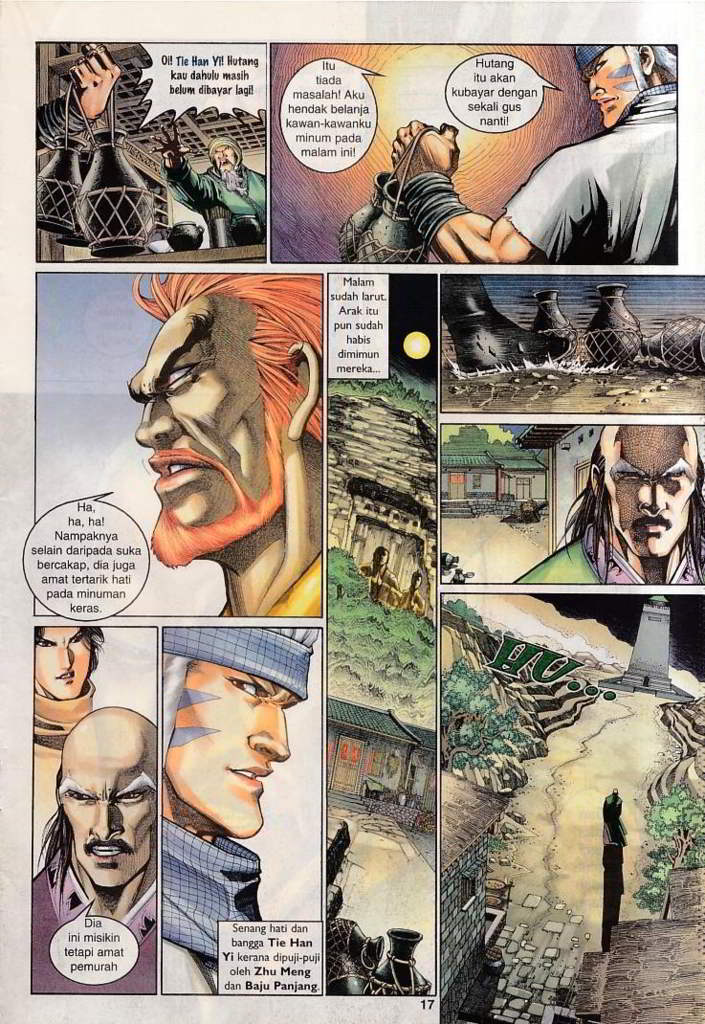 Oi! Tie Han Yi! Hutang
kau dahulu masih
belum dibayar lagi!
Itu
tiada
masalah! Aku
hendak belanja
kawan-kawanku
minum pada
malam ini!
Hutang
itu akan
kubayar dengan
sekali gus
nanti!
Ha,
ha, ha!
Nampaknya
selain daripada suka
bercakap, dia juga
amat tertarik hati
pada minuman
keras.
Malam
sudah larut.
Arak itu
pun sudah
habis
dimimun
mereka...
Dia
ini misikin
tetapi amat
pemurah
Senang hati dan
bangga Tie Han
Yi kerana dipuji-puji
oleh Zhu Meng
dan Baju Panjang.
HU...
17